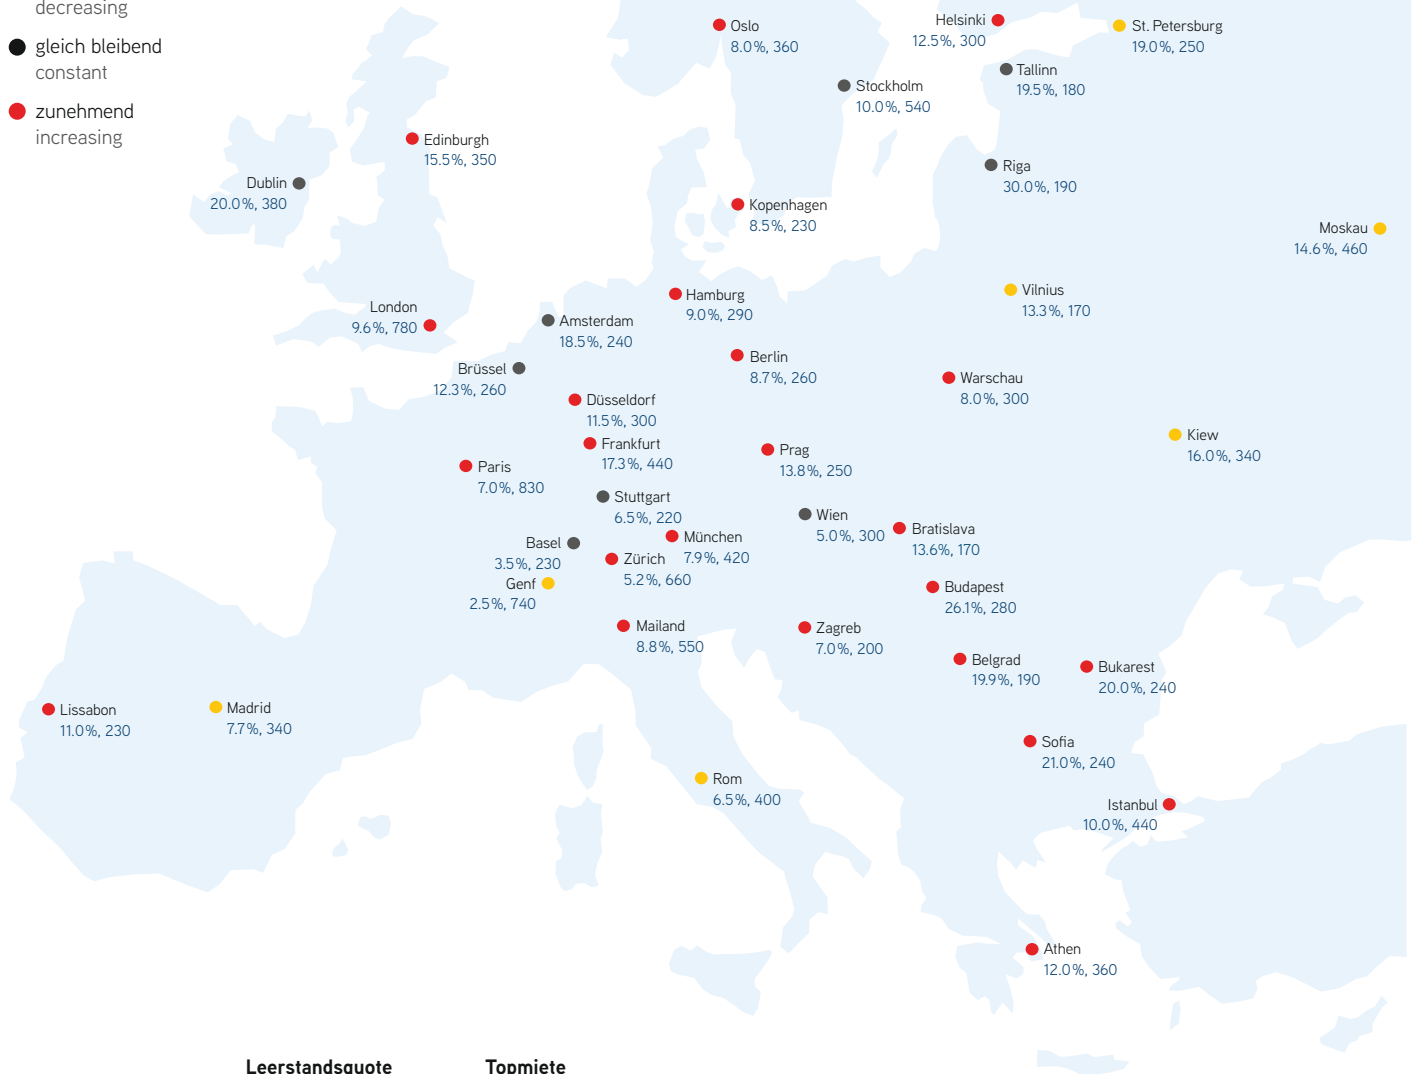 decreasing
gleich bleibend
constant
zunehmend
increasing
Oslo
8.0%, 360
Helsinki
12.5%, 300
St. Petersburg
19.0%, 250
Tallinn
19.5%, 180
Stockholm
10.0%, 540
Edinburgh
15.5%, 350
Riga
30.0%, 190
Dublin
20.0%, 380
Kopenhagen
8.5%, 230
Moskau
14.6%, 460
Vilnius
13.3%, 170
Hamburg
9.0%, 290
London
9.6%, 780
Amsterdam
18.5%, 240
Berlin
8.7%, 260
Brüssel
12.3%, 260
Warschau
8.0%, 300
Düsseldorf
11.5%, 300
Kiew
16.0%, 340
Frankfurt
17.3%, 440
Prag
13.8%, 250
Paris
7.0%, 830
Stuttgart
6.5%, 220
Wien
5.0%, 300
Bratislava
13.6%, 170
München
7.9%, 420
Basel
3.5%, 230
Zürich
5.2%, 660
Genf
2.5%, 740
Budapest
26.1%, 280
Mailand
8.8%, 550
Zagreb
7.0%, 200
Belgrad
19.9%, 190
Bukarest
20.0%, 240
Lissabon
11.0%, 230
Madrid
7.7%, 340
Sofia
21.0%, 240
Rom
6.5%, 400
Istanbul
10.0%, 440
Athen
12.0%, 360
Leerstandsquote Topmiete